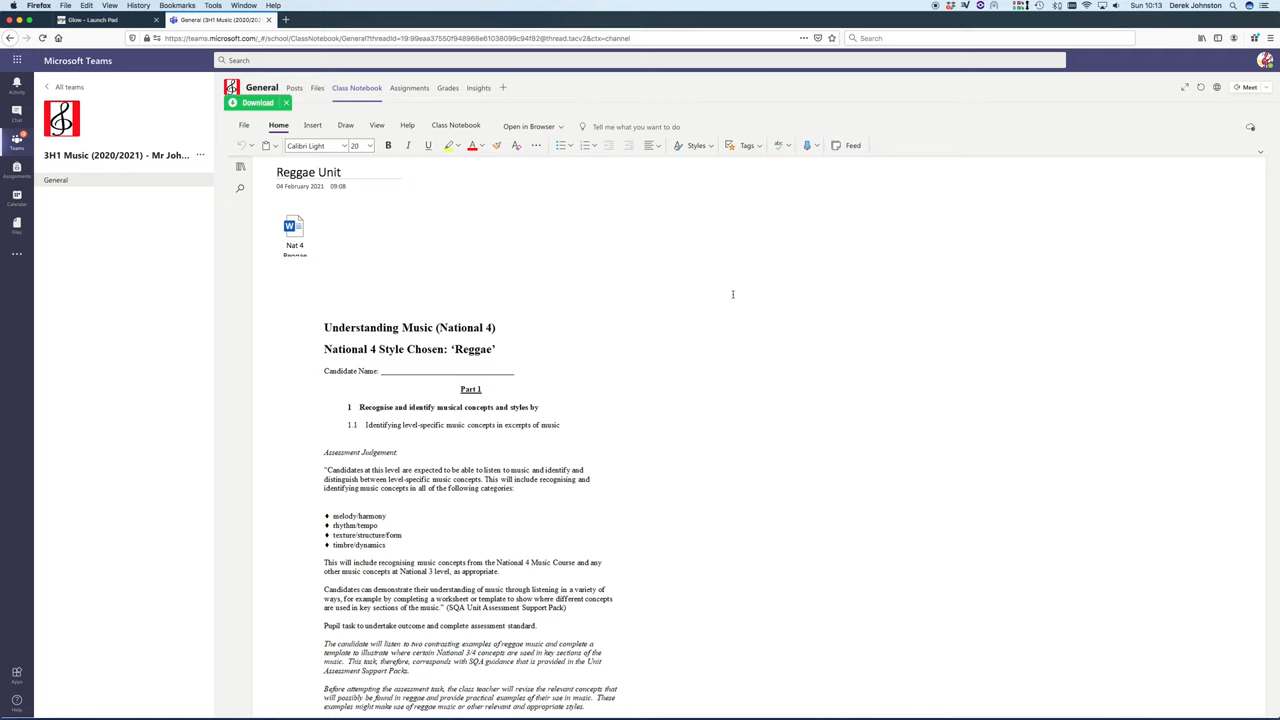 Firefox File Edit View History Bookmarks Tools Window Help Sun 10:13 Derek Johnston
Glow – Launch Pad
General (3H1 Music (2020/202
https://teams.microsoft.com/_#/school/ClassNotebook/General?threadId=19:99eaa37550f948968e61038099c94f82@thread.tacv2&ctx=channel
Search
Microsoft Teams
Search
All teams
General Posts Files Class Notebook Assignments Grades Insights
Meet
Download
Activity
Chat
Teams
Assignments
Calendar
Files
Apps
Help
3H1 Music (2020/2021) - Mr Joh...
General
File Home Insert Draw View Help Class Notebook Open in Browser Tell me what you want to do
Calibri Light 20 B I U A Styles Tags abc Feed
Reggae Unit
04 February 2021 09:08
Nat 4
Reggae
Understanding Music (National 4)
National 4 Style Chosen: ‘Reggae’
Candidate Name: ____________________________
Part 1
1 Recognise and identify musical concepts and styles by
1.1 Identifying level-specific music concepts in excerpts of music
Assessment Judgement:
"Candidates at this level are expected to be able to listen to music and identify and
distinguish between level-specific music concepts. This will include recognising and
identifying music concepts in all of the following categories:
♦ melody/harmony
♦ rhythm/tempo
♦ texture/structure/form
♦ timbre/dynamics
This will include recognising music concepts from the National 4 Music Course and any
other music concepts at National 3 level, as appropriate.
Candidates can demonstrate their understanding of music through listening in a variety of
ways, for example by completing a worksheet or template to show where different concepts
are used in key sections of the music." (SQA Unit Assessment Support Pack)
Pupil task to undertake outcome and complete assessment standard.
The candidate will listen to two contrasting examples of reggae music and complete a
template to illustrate where certain National 3/4 concepts are used in key sections of the
music. This task, therefore, corresponds with SQA guidance that is provided in the Unit
Assessment Support Packs.
Before attempting the assessment task, the class teacher will revise the relevant concepts that
will possibly be found in reggae and provide practical examples of their use in music. These
examples might make use of reggae music or other relevant and appropriate styles.